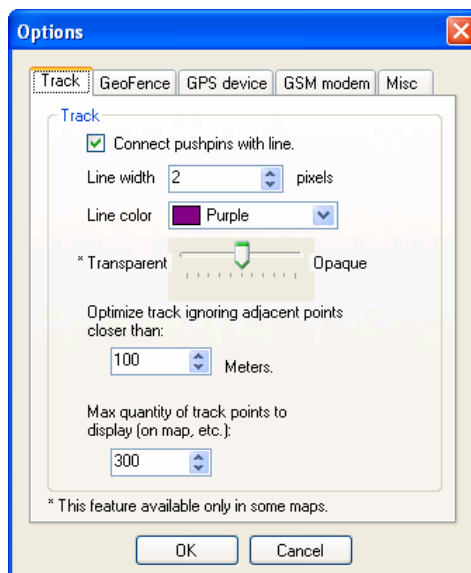 Options
Track GeoFence GPS device GSM modem Misc
Track
Connect pushpins with line.
Line width 2 pixels
Line color Purple
* Transparent Opaque
Optimize track ignoring adjacent points
closer than:
100 Meters.
Max quantity of track points to
display (on map, etc.):
300
* This feature available only in some maps.
OK Cancel